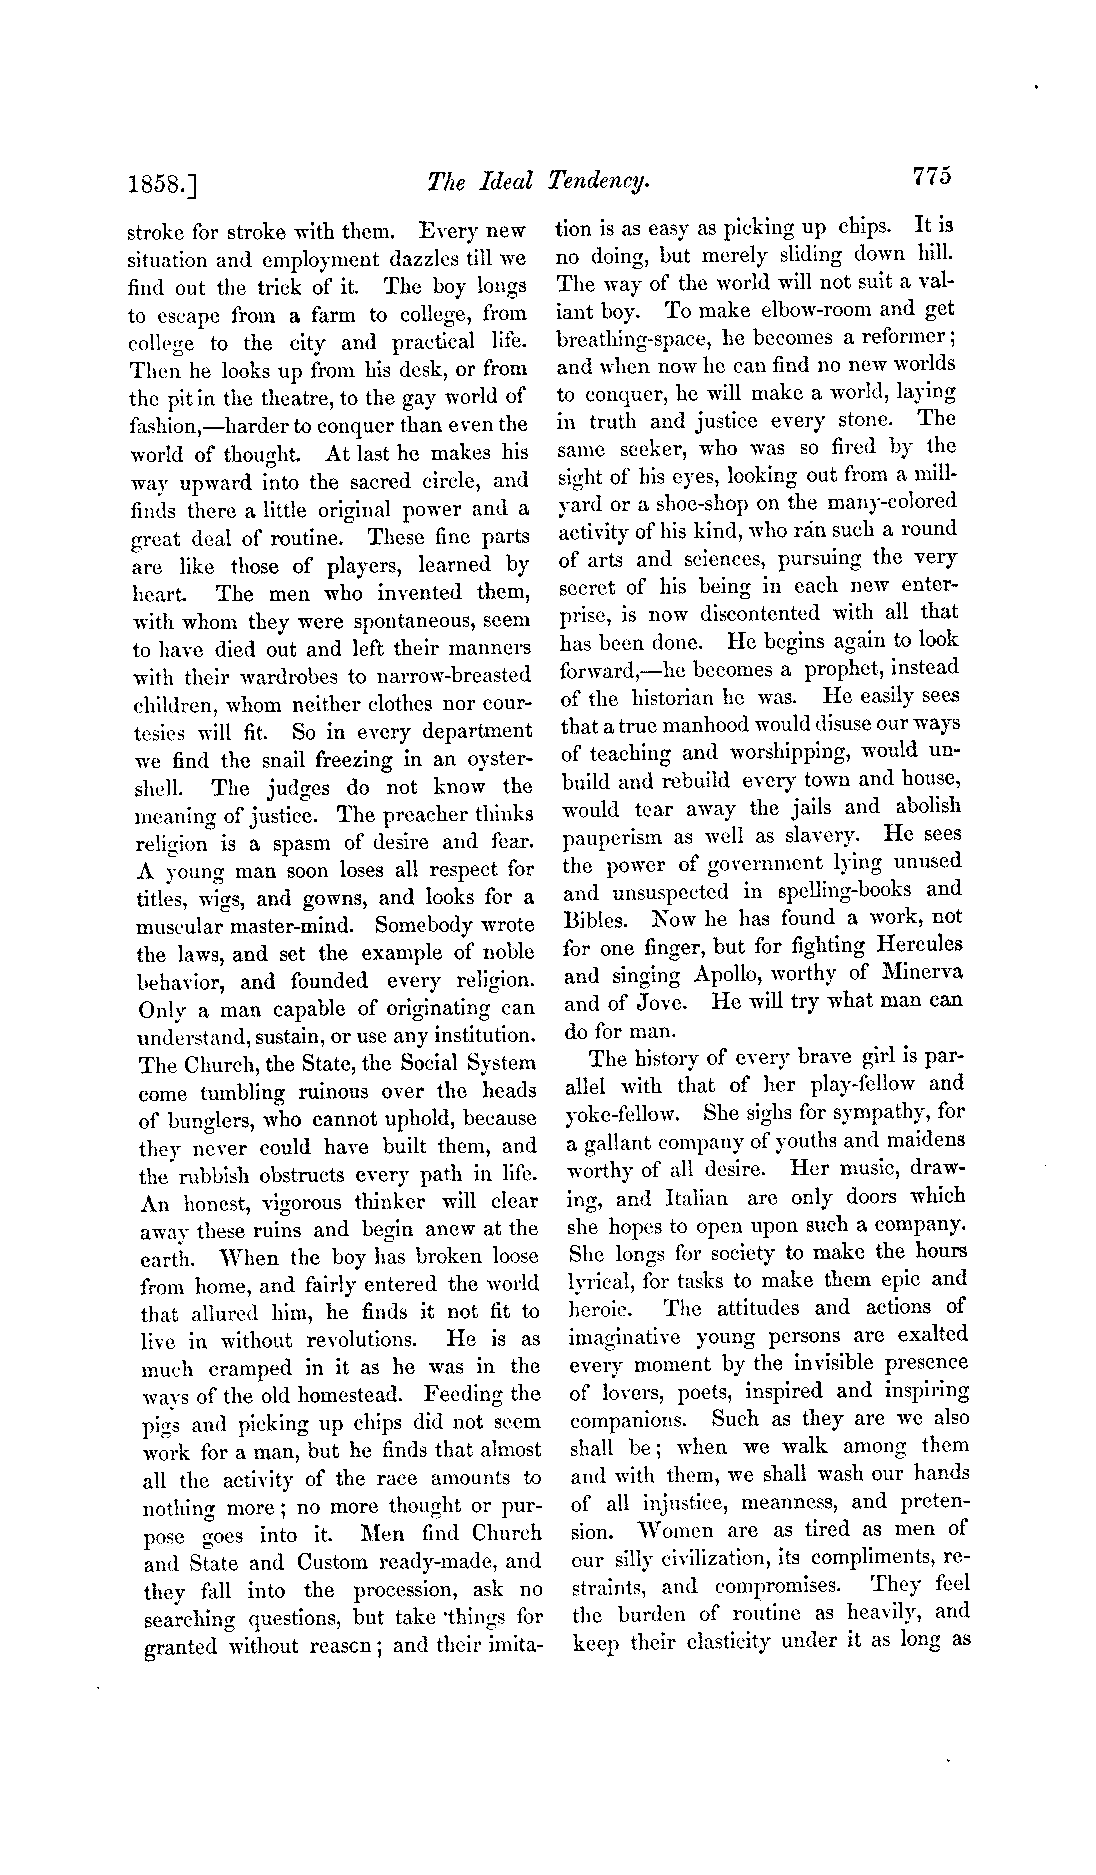 1858.] The Ideal Tendency. 775
stroke for stroke with them. Every new
situation and employment dazzles till we
find out the trick of it. The boy longs
to escape from a farm to college, from
college to the city and practical life.
Then he looks up from his desk, or from
the pit in the theatre, to the gay world of
fashion,—harder to conquer than even the
world of thought. At last he makes his
way upward into the sacred circle, and
finds there a little original power and a
great deal of routine. These fine parts
are like those of players, learned by
heart. The men who invented them,
with whom they were spontaneous, seem
to have died out and left their manners
with their wardrobes to narrow-breasted
children, whom neither clothes nor cour-
tesies will fit. So in every department
we find the snail freezing in an oyster-
shell. The judges do not know the
meaning of justice. The preacher thinks
religion is a spasm of desire and fear.
A young man soon loses all respect for
titles, wigs, and gowns, and looks for a
muscular master-mind. Somebody wrote
the laws, and set the example of noble
behavior, and founded every religion.
Only a man capable of originating can
understand, sustain, or use any institution.
The Church, the State, the Social System
come tumbling ruinous over the heads
of bunglers, who cannot uphold, because
they never could have built them, and
the rubbish obstructs every path in life.
An honest, vigorous thinker will clear
away these ruins and begin anew at the
earth. When the boy has broken loose
from home, and fairly entered the world
that allured him, he finds it not fit to
live in without revolutions. He is as
much cramped in it as he was in the
ways of the old homestead. Feeding the
pigs and picking up chips did not seem
work for a man, but he finds that almost
all the activity of the race amounts to
nothing more; no more thought or pur-
pose goes into it. Men find Church
and State and Custom ready-made, and
they fall into the procession, ask no
searching questions, but take things for
granted without reason; and their imita-
tion is as easy as picking up chips. It is
no doing, but merely sliding down hill.
The way of the world will not suit a val-
iant boy. To make elbow-room and get
breathing-space, he becomes a reformer;
and when now he can find no new worlds
to conquer, he will make a world, laying
in truth and justice every stone. The
same seeker, who was so fired by the
sight of his eyes, looking out from a mill-
yard or a shoe-shop on the many-colored
activity of his kind, who ran such a round
of arts and sciences, pursuing the very
secret of his being in each new enter-
prise, is now discontented with all that
has been done. He begins again to look
forward,—he becomes a prophet, instead
of the historian he was. He easily sees
that a true manhood would disuse our ways
of teaching and worshipping, would un-
build and rebuild every town and house,
would tear away the jails and abolish
pauperism as well as slavery. He sees
the power of government lying unused
and unsuspected in spelling-books and
Bibles. Now he has found a work, not
for one finger, but for fighting Hercules
and singing Apollo, worthy of Minerva
and of Jove. He will try what man can
do for man.
The history of every brave girl is par-
allel with that of her play-fellow and
yoke-fellow. She sighs for sympathy, for
a gallant company of youths and maidens
worthy of all desire. Her music, draw-
ing, and Italian are only doors which
she hopes to open upon such a company.
She longs for society to make the hours
lyrical, for tasks to make them epic and
heroic. The attitudes and actions of
imaginative young persons are exalted
every moment by the invisible presence
of lovers, poets, inspired and inspiring
companions. Such as they are we also
shall be; when we walk among them
and with them, we shall wash our hands
of all injustice, meanness, and preten-
sion. Women are as tired as men of
our silly civilization, its compliments, re-
straints, and compromises. They feel
the burden of routine as heavily, and
keep their elasticity under it as long as